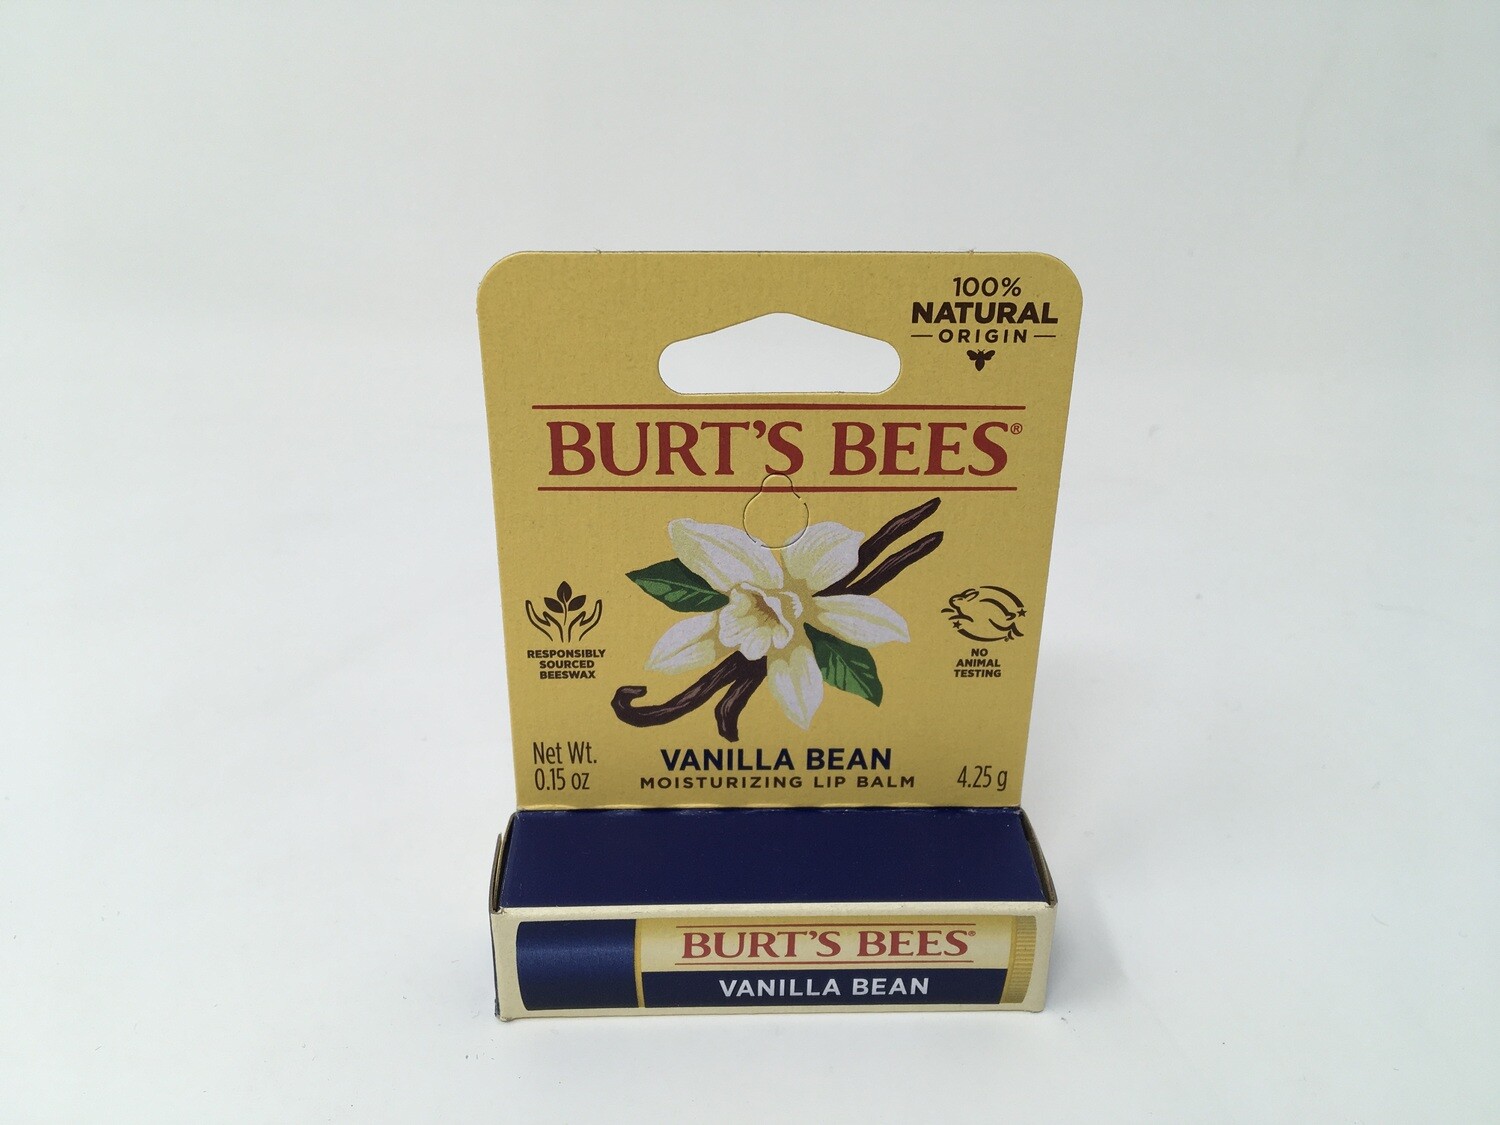 100%
NATURAL
ORIGIN
BURT'S BEES®
RESPONSIBLY
SOURCED
BEESWAX
NO
ANIMAL
TESTING
Net Wt.
0.15 oz
VANILLA BEAN
MOISTURIZING LIP BALM
4.25 g
BURT'S BEES®
VANILLA BEAN